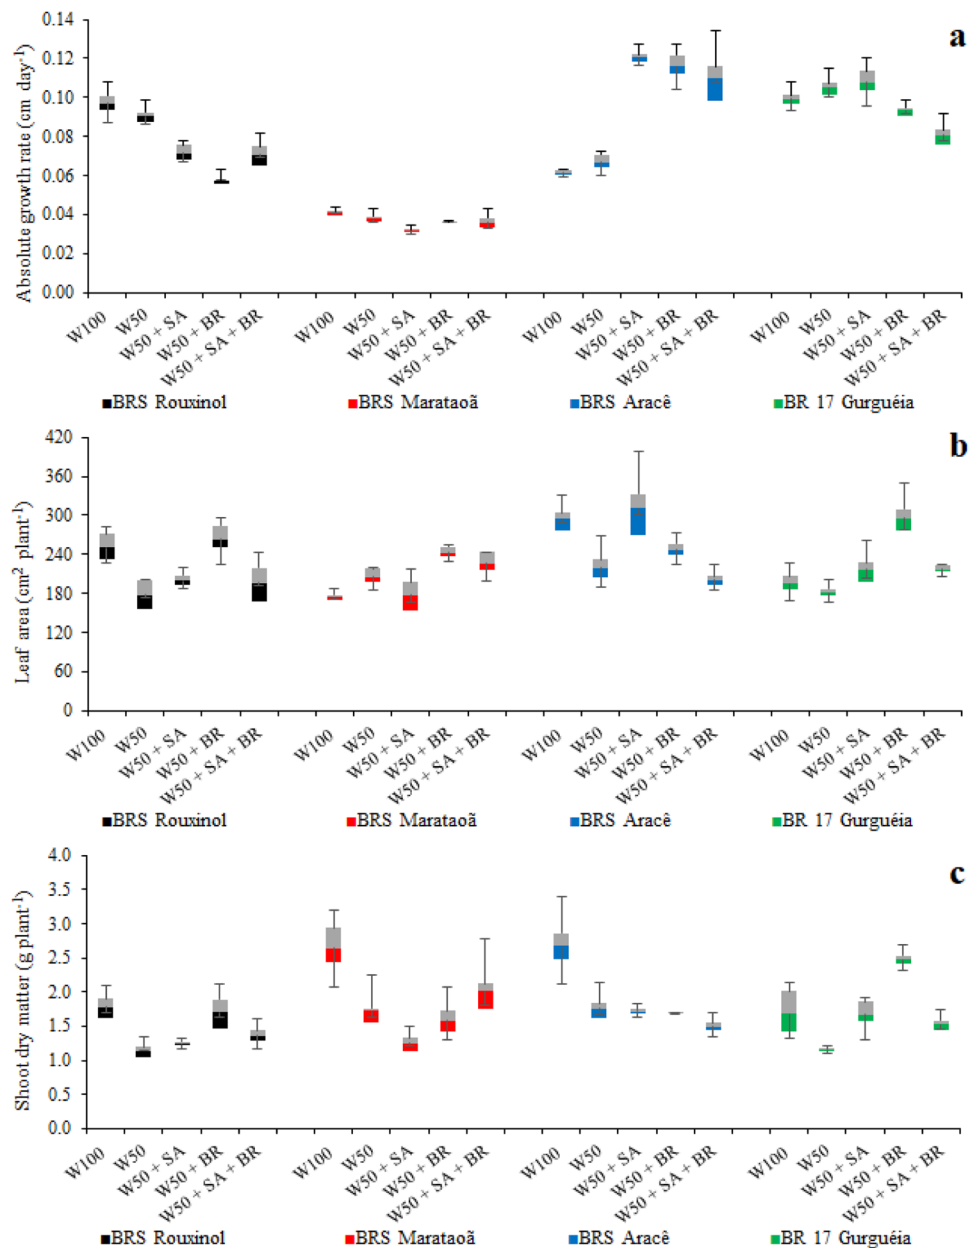 a
Absolute growth rate (cm day⁻¹)
0.14
0.12
0.10
0.08
0.06
0.04
0.02
0.00
W100
W50
W50 + SA
W50 + BR
W50 + SA + BR
W100
W50
W50 + SA
W50 + BR
W50 + SA + BR
W100
W50
W50 + SA
W50 + BR
W50 + SA + BR
W100
W50
W50 + SA
W50 + BR
W50 + SA + BR
BRS Rouxinol BRS Marataoã BRS Aracê BR 17 Gurguéia
b
Leaf area (cm² plant⁻¹)
420
360
300
240
180
120
60
0
W100
W50
W50 + SA
W50 + BR
W50 + SA + BR
W100
W50
W50 + SA
W50 + BR
W50 + SA + BR
W100
W50
W50 + SA
W50 + BR
W50 + SA + BR
W100
W50
W50 + SA
W50 + BR
W50 + SA + BR
BRS Rouxinol BRS Marataoã BRS Aracê BR 17 Gurguéia
c
Shoot dry matter (g plant⁻¹)
4.0
3.5
3.0
2.5
2.0
1.5
1.0
0.5
0.0
W100
W50
W50 + SA
W50 + BR
W50 + SA + BR
W100
W50
W50 + SA
W50 + BR
W50 + SA + BR
W100
W50
W50 + SA
W50 + BR
W50 + SA + BR
W100
W50
W50 + SA
W50 + BR
W50 + SA + BR
BRS Rouxinol BRS Marataoã BRS Aracê BR 17 Gurguéia